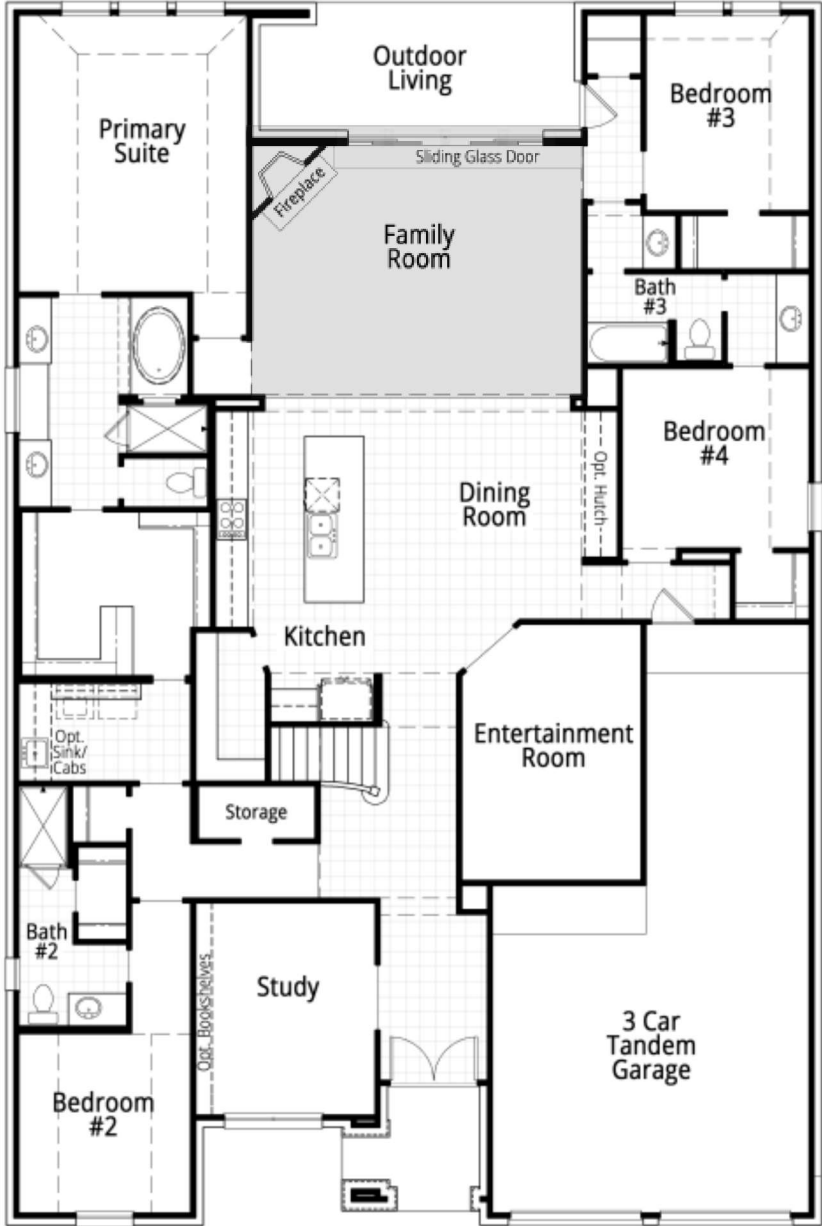 Outdoor
Living
Primary
Suite
Bedroom
#3
Sliding Glass Door
Fireplace
Family
Room
Bath
#3
Bedroom
#4
Opt. Hutch
Dining
Room
Kitchen
Entertainment
Room
Opt.
Sink/
Cabs
Storage
Bath
#2
Opt. Bookshelves
Study
3 Car
Tandem
Garage
Bedroom
#2